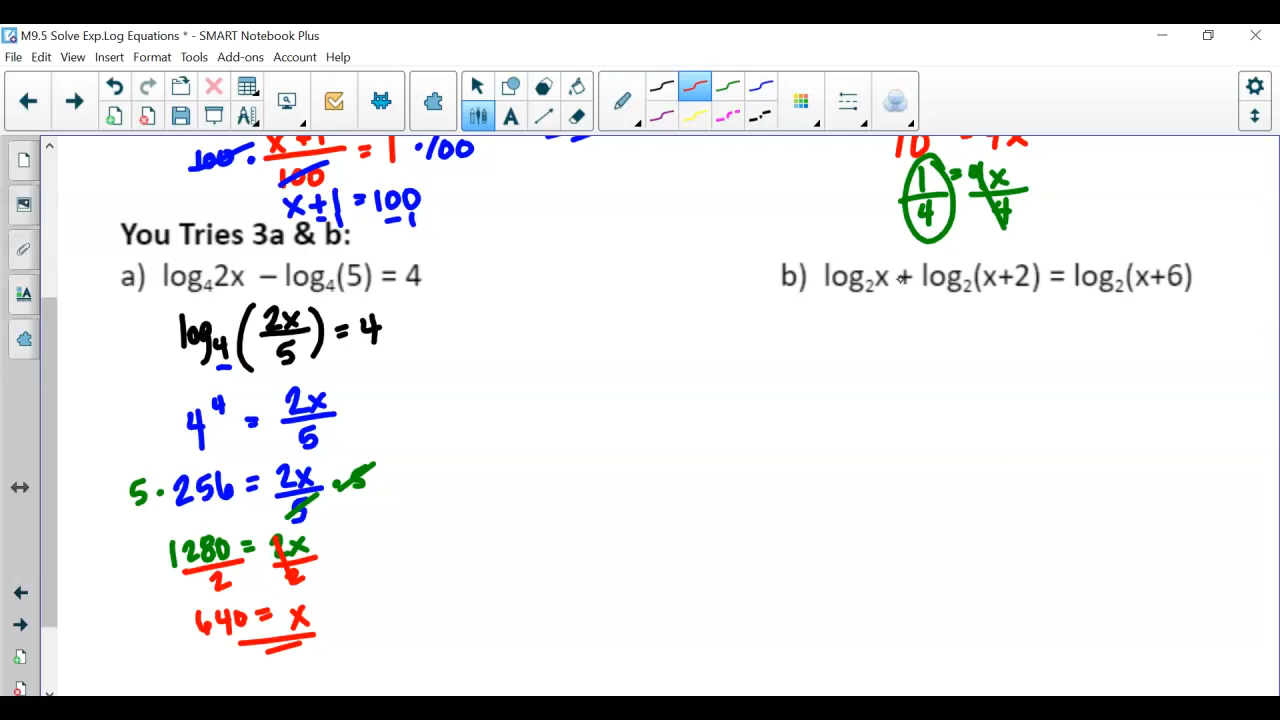 M9.5 Solve Exp.Log Equations * - SMART Notebook Plus
File Edit View Insert Format Tools Add-ons Account Help
100 · x+1/100 = 1 · 100
x + 1 = 100
- 1
1/4 = 4x/4
You Tries 3a & b:
a) log₄2x – log₄(5) = 4
b) log₂x + log₂(x+2) = log₂(x+6)
log₄(2x/5) = 4
4⁴ = 2x/5
5 · 256 = 2x/5 · 5
1280/2 = 2x/2
640 = x